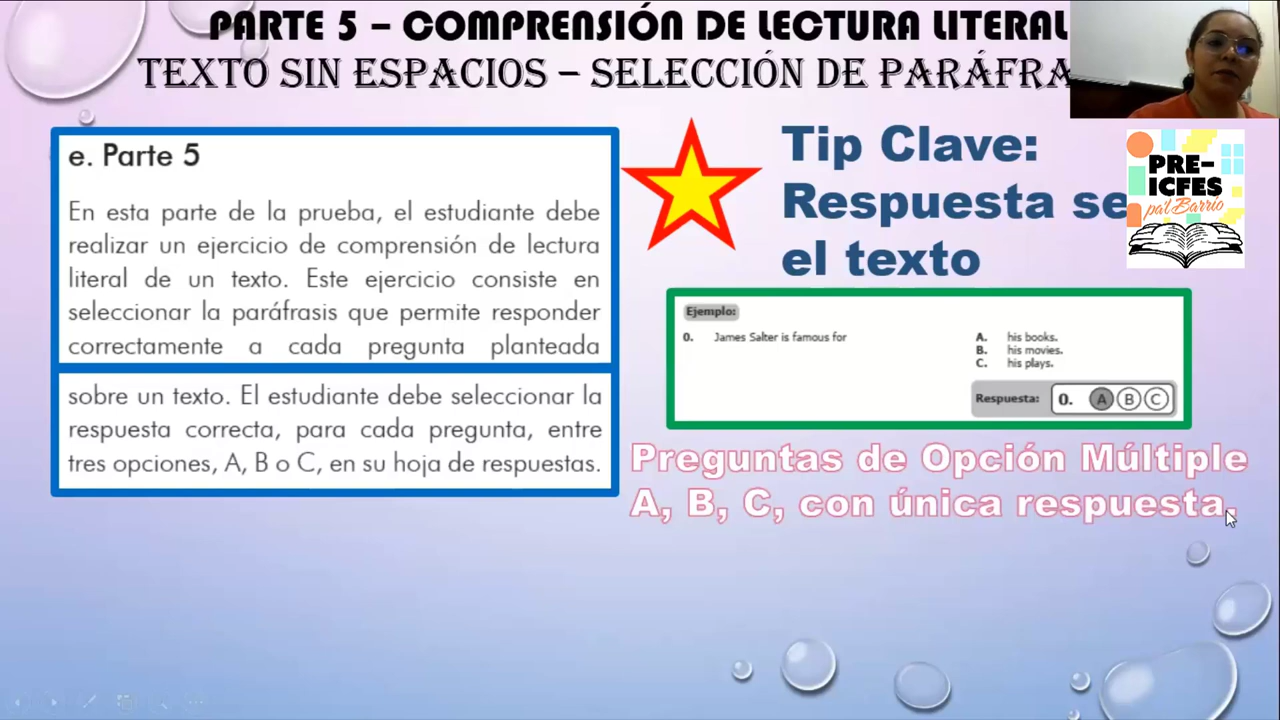 PARTE 5 – COMPRENSIÓN DE LECTURA LITERAL
TEXTO SIN ESPACIOS – SELECCIÓN DE
e. Parte 5
En esta parte de la prueba, el estudiante debe
realizar un ejercicio de comprensión de lectura
literal de un texto. Este ejercicio consiste en
seleccionar la paráfrasis que permite responder
correctamente a cada pregunta planteada
sobre un texto. El estudiante debe seleccionar la
respuesta correcta, para cada pregunta, entre
tres opciones, A, B o C, en su hoja de respuestas.
Tip Clave:
Respuesta se
el texto
PRE-
ICFES
pa'l Barrio
Ejemplo:
0. James Salter is famous for
A. his books.
B. his movies.
C. his plays.
Respuesta: 0. A B C
Preguntas de Opción Múltiple
A, B, C, con única respuesta.